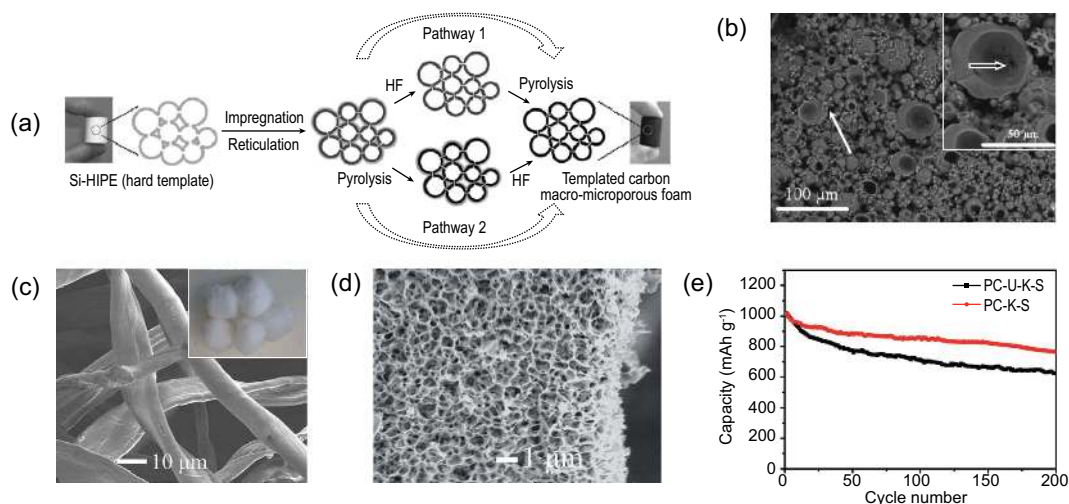 (a)
Pathway 1
HF
Pyrolysis
Impregnation
Reticulation
Si-HIPE (hard template)
Pyrolysis
HF
Templated carbon
macro-microporous foam
Pathway 2
(b)
50 μm
100 μm
(c)
10 μm
(d)
1 μm
(e)
PC-U-K-S
PC-K-S
Capacity (mAh g⁻¹)
1400
1200
1000
800
600
400
200
0
0
50
100
150
200
Cycle number